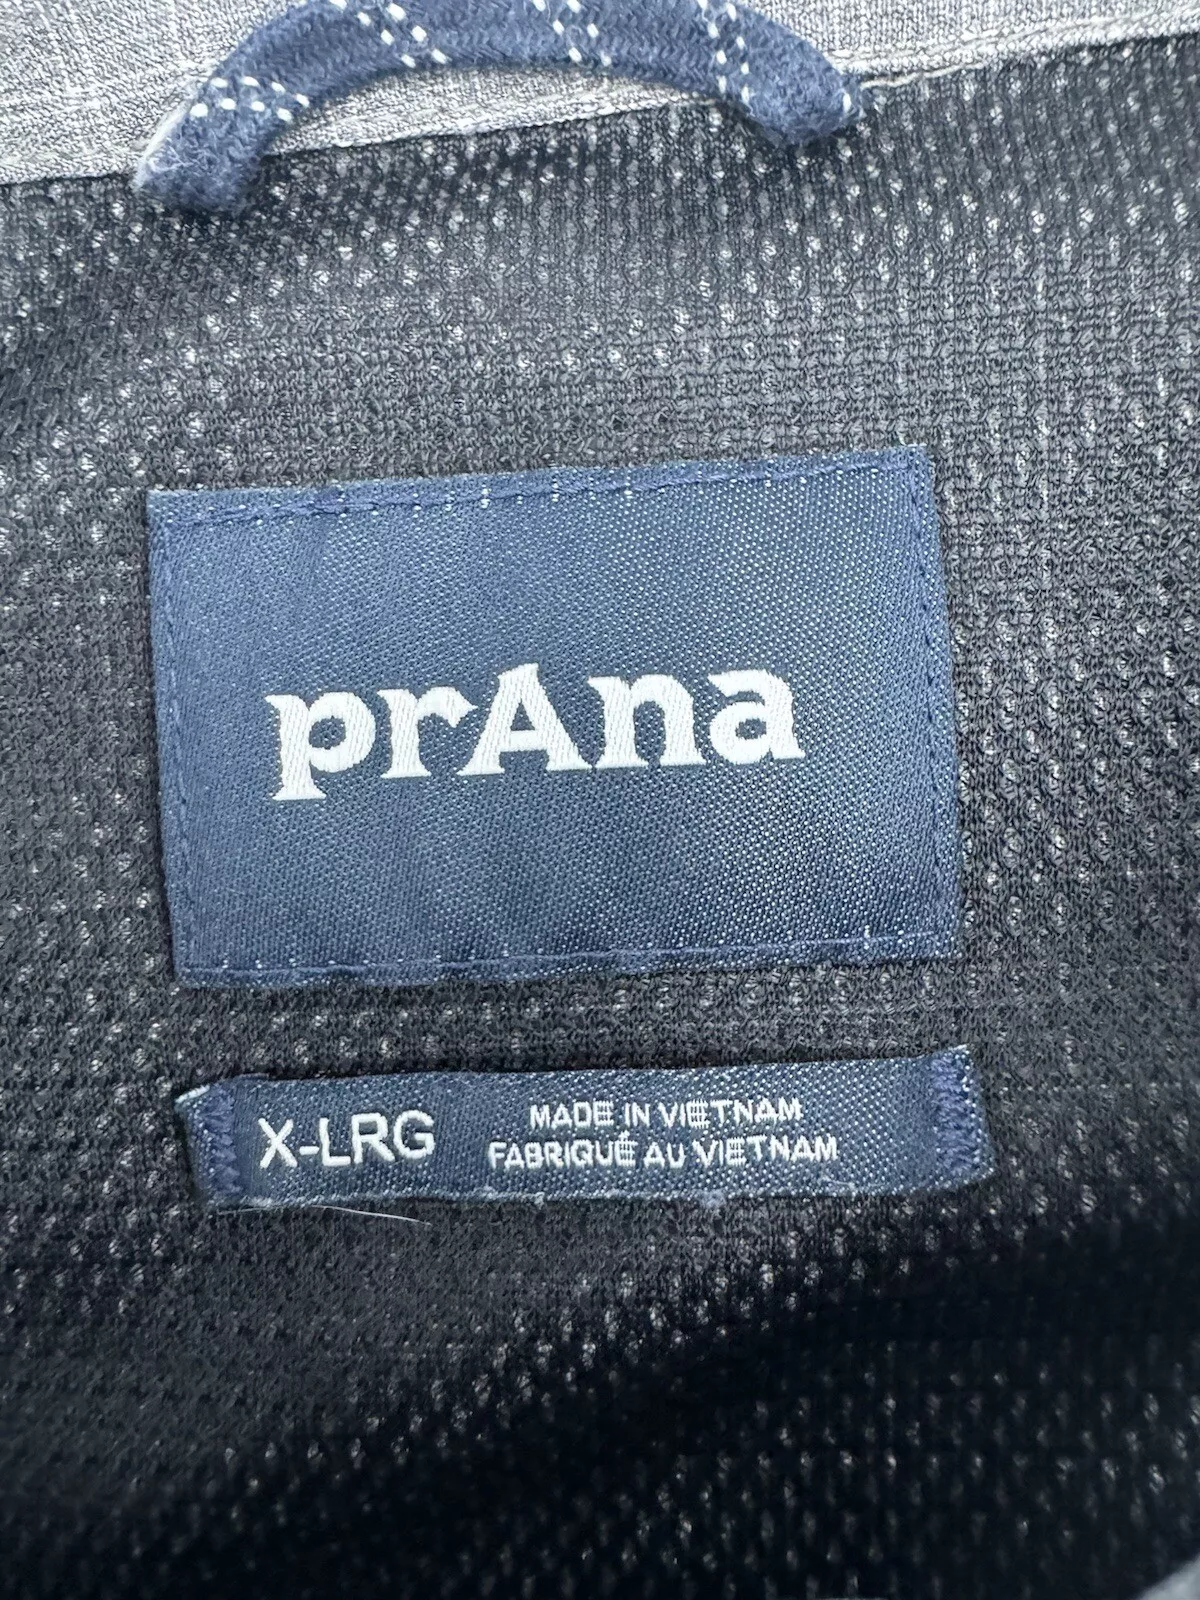 prAna
X-LRG
MADE IN VIETNAM
FABRIQUÉ AU VIETNAM